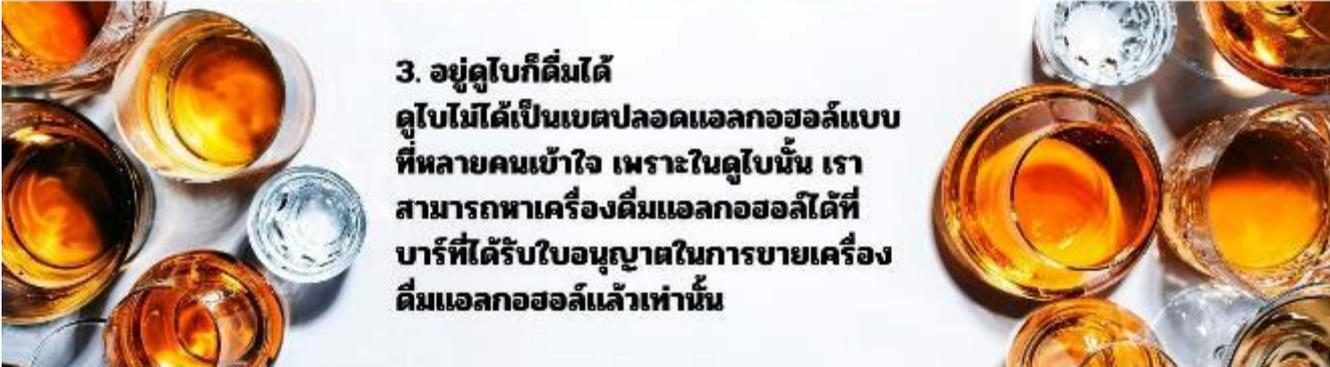 3. อยู่ดูไบก็ดื่มได้
ดูไบไม่ได้เป็นเขตปลอดแอลกอฮอล์แบบ
ที่หลายคนเข้าใจ เพราะในดูไบนั้น เรา
สามารถหาเครื่องดื่มแอลกอฮอล์ได้ที่
บาร์ที่ได้รับใบอนุญาตในการขายเครื่อง
ดื่มแอลกอฮอล์แล้วเท่านั้น